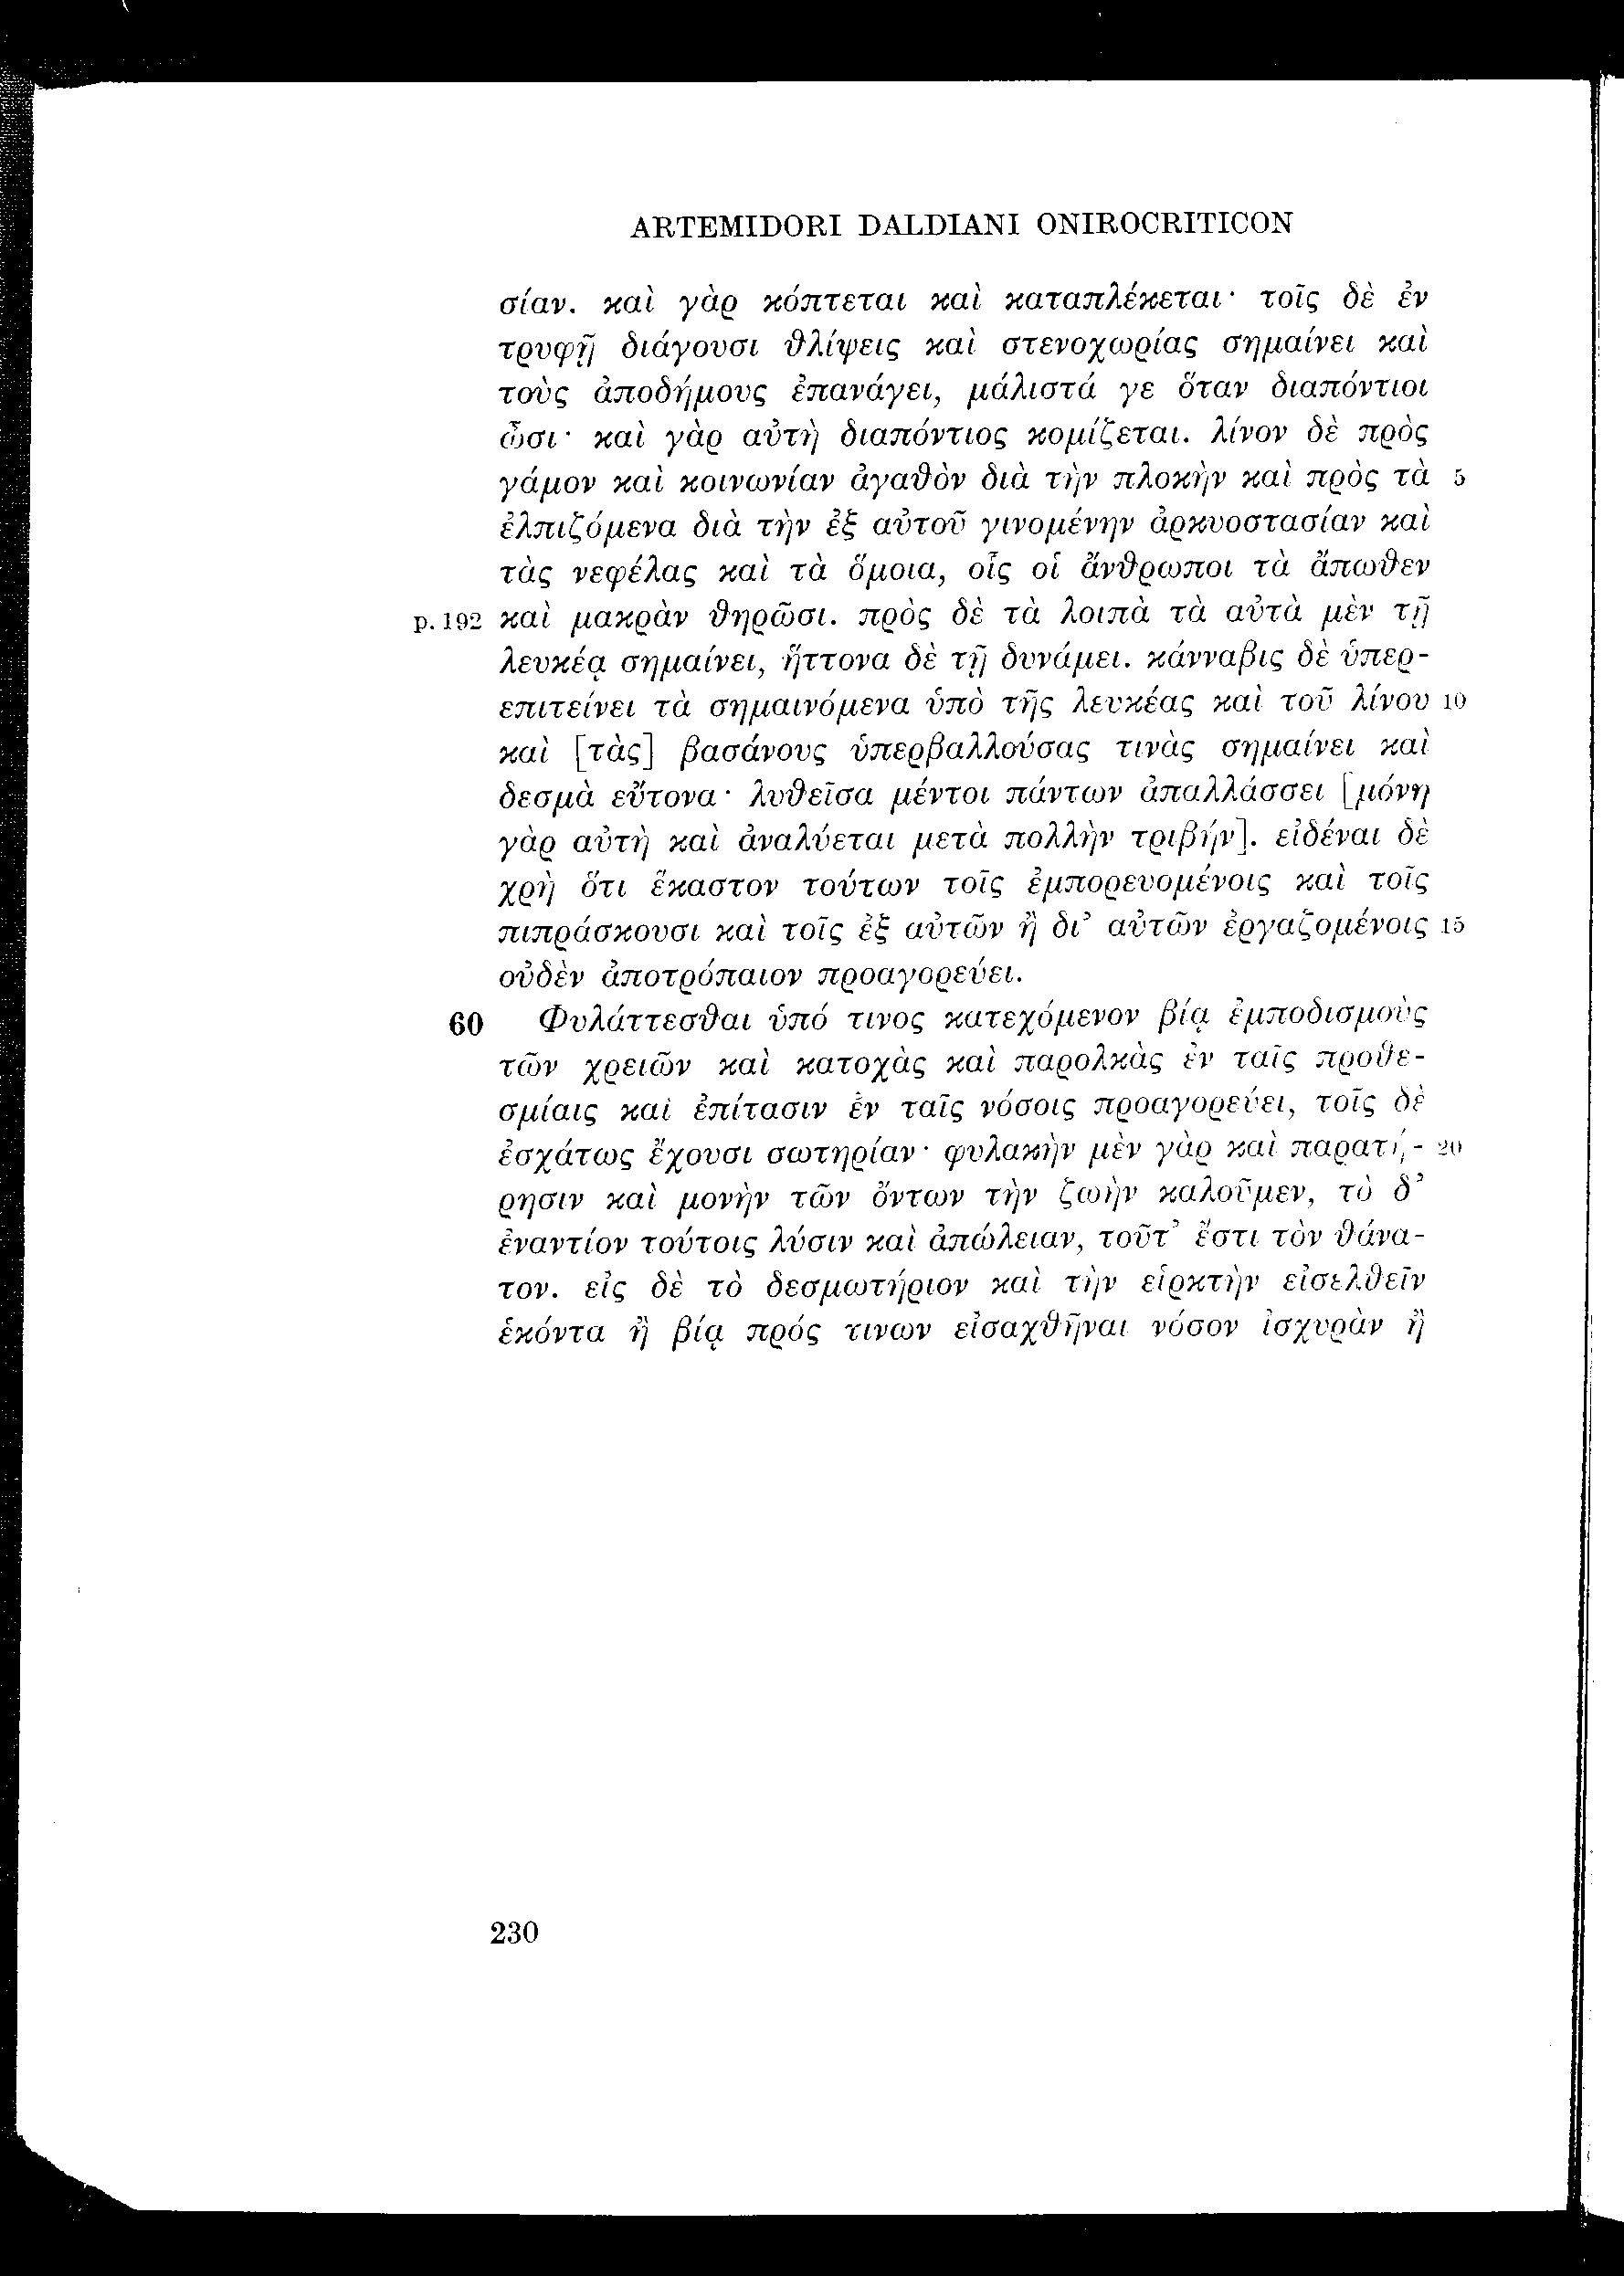 ARTEMIDORI DALDIANI ONIROCRITICON
σίαν. καὶ γὰρ κόπτεται καὶ καταπλέκεται· τοῖς δὲ ἐν
τρυφῇ διάγουσι θλίψεις καὶ στενοχωρίας σημαίνει καὶ
τοὺς ἀποδήμους ἐπανάγει, μάλιστά γε ὅταν διαπόντιοι
ὦσι· καὶ γὰρ αὐτὴ διαπόντιος κομίζεται. λίνον δὲ πρὸς
γάμον καὶ κοινωνίαν ἀγαθὸν διὰ τὴν πλοκὴν καὶ πρὸς τὰ 5
ἐλπιζόμενα διὰ τὴν ἐξ αὐτοῦ γινομένην ἀρκυοστασίαν καὶ
τὰς νεφέλας καὶ τὰ ὅμοια, οἷς οἱ ἄνθρωποι τὰ ἄπωθεν
p. 192 καὶ μακρὰν θηρῶσι. πρὸς δὲ τὰ λοιπὰ τὰ αὐτὰ μὲν τῇ
λευκέᾳ σημαίνει, ἥττονα δὲ τῇ δυνάμει. κάνναβις δὲ ὑπερ-
επιτείνει τὰ σημαινόμενα ὑπὸ τῆς λευκέας καὶ τοῦ λίνου 10
καὶ [τὰς] βασάνους ὑπερβαλλούσας τινὰς σημαίνει καὶ
δεσμὰ εὔτονα· λυθεῖσα μέντοι πάντων ἀπαλλάσσει [μόνη
γὰρ αὐτὴ καὶ ἀναλύεται μετὰ πολλὴν τριβήν]. εἰδέναι δὲ
χρὴ ὅτι ἕκαστον τούτων τοῖς ἐμπορευομένοις καὶ τοῖς
πιπράσκουσι καὶ τοῖς ἐξ αὐτῶν ἢ δι’ αὐτῶν ἐργαζομένοις 15
οὐδὲν ἀποτρόπαιον προαγορεύει.
60 Φυλάττεσθαι ὑπό τινος κατεχόμενον βίᾳ ἐμποδισμοὺς
τῶν χρειῶν καὶ κατοχὰς καὶ παρολκὰς ἐν ταῖς προθε-
σμίαις καὶ ἐπίτασιν ἐν ταῖς νόσοις προαγορεύει, τοῖς δὲ
ἐσχάτως ἔχουσι σωτηρίαν· φυλακὴν μὲν γὰρ καὶ παρατή- 20
ρησιν καὶ μονὴν τῶν ὄντων τὴν ζωὴν καλοῦμεν, τὸ δ’
ἐναντίον τούτοις λύσιν καὶ ἀπώλειαν, τοῦτ’ ἔστι τὸν θάνα-
τον. εἰς δὲ τὸ δεσμωτήριον καὶ τὴν εἱρκτὴν εἰσελθεῖν
ἑκόντα ἢ βίᾳ πρός τινων εἰσαχθῆναι νόσον ἰσχυρὰν ἢ
230